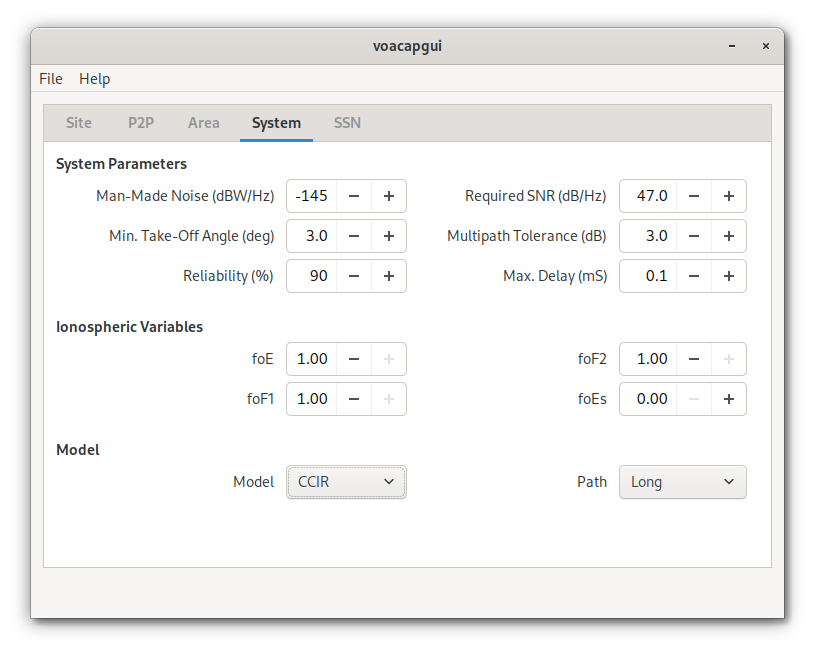 voacapgui
File Help
Site P2P Area System SSN
System Parameters
Man-Made Noise (dBW/Hz) -145 Required SNR (dB/Hz) 47.0
Min. Take-Off Angle (deg) 3.0 Multipath Tolerance (dB) 3.0
Reliability (%) 90 Max. Delay (mS) 0.1
Ionospheric Variables
foE 1.00 foF2 1.00
foF1 1.00 foEs 0.00
Model
Model CCIR Path Long